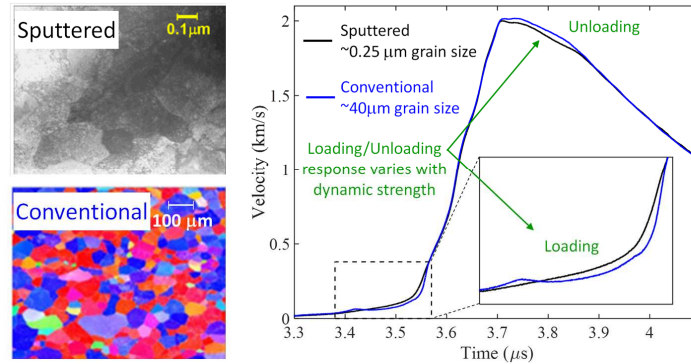 Sputtered
0.1μm
Conventional
100 μm
Velocity (km/s)
2
1.5
1
0.5
0
3.3
3.4
3.5
3.6
3.7
3.8
3.9
4
Time (μs)
Sputtered
~0.25 μm grain size
Conventional
~40μm grain size
Unloading
Loading/Unloading
response varies with
dynamic strength
Loading